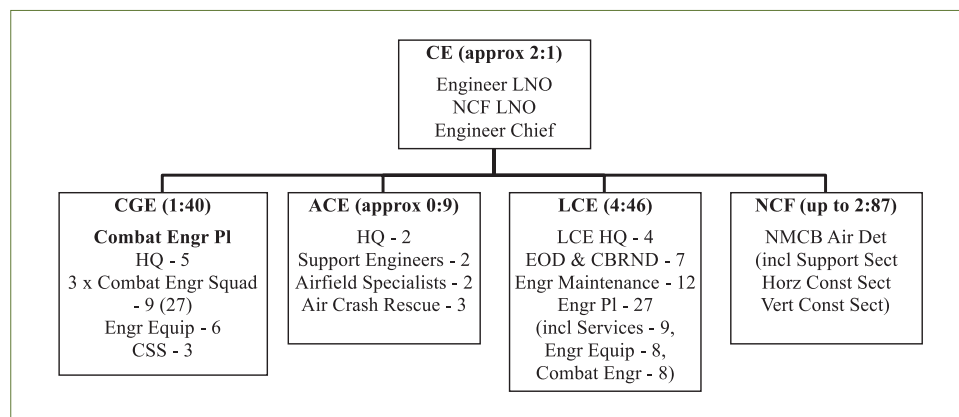 CE (approx 2:1)
Engineer LNO
NCF LNO
Engineer Chief
CGE (1:40)
Combat Engr Pl
HQ - 5
3 x Combat Engr Squad
- 9 (27)
Engr Equip - 6
CSS - 3
ACE (approx 0:9)
HQ - 2
Support Engineers - 2
Airfield Specialists - 2
Air Crash Rescue - 3
LCE (4:46)
LCE HQ - 4
EOD & CBRND - 7
Engr Maintenance - 12
Engr Pl - 27
(incl Services - 9,
Engr Equip - 8,
Combat Engr - 8)
NCF (up to 2:87)
NMCB Air Det
(incl Support Sect
Horz Const Sect
Vert Const Sect)